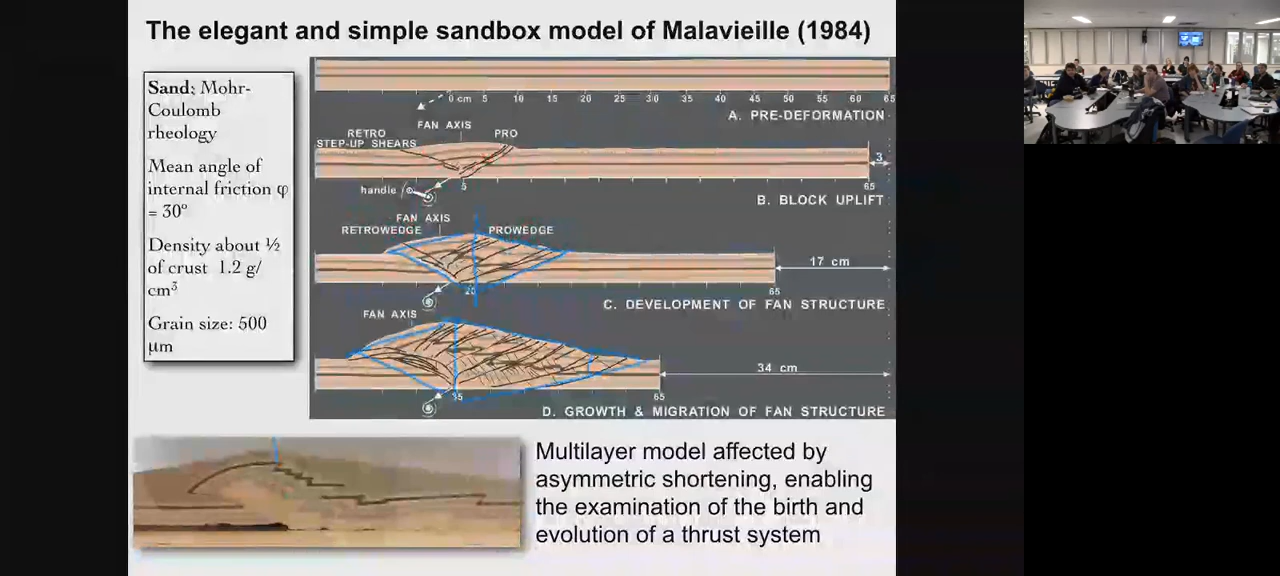 The elegant and simple sandbox model of Malavieille (1984)
Sand: Mohr-
Coulomb
rheology
Mean angle of
internal friction φ
= 30º
Density about ½
of crust 1.2 g/
cm³
Grain size: 500
μm
0 cm 5 10 15 20 25 30 35 40 45 50 55 60 65
A. PRE-DEFORMATION
FAN AXIS
RETRO
STEP-UP SHEARS
PRO
3
handle
5
65
B. BLOCK UPLIFT
FAN AXIS
RETROWEDGE
PROWEDGE
17 cm
20
65
C. DEVELOPMENT OF FAN STRUCTURE
FAN AXIS
34 cm
65
D. GROWTH & MIGRATION OF FAN STRUCTURE
Multilayer model affected by
asymmetric shortening, enabling
the examination of the birth and
evolution of a thrust system